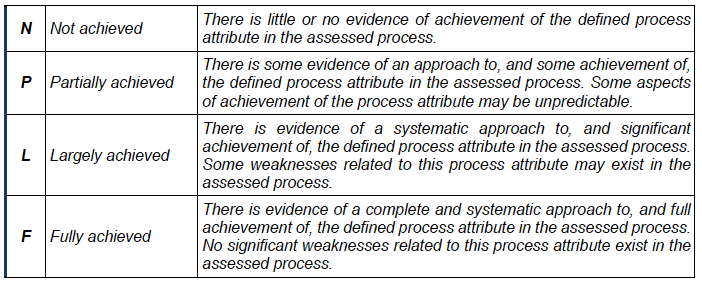 N Not achieved There is little or no evidence of achievement of the defined process
attribute in the assessed process.
P Partially achieved There is some evidence of an approach to, and some achievement of,
the defined process attribute in the assessed process. Some aspects
of achievement of the process attribute may be unpredictable.
L Largely achieved There is evidence of a systematic approach to, and significant
achievement of, the defined process attribute in the assessed process.
Some weaknesses related to this process attribute may exist in the
assessed process.
F Fully achieved There is evidence of a complete and systematic approach to, and full
achievement of, the defined process attribute in the assessed process.
No significant weaknesses related to this process attribute exist in the
assessed process.